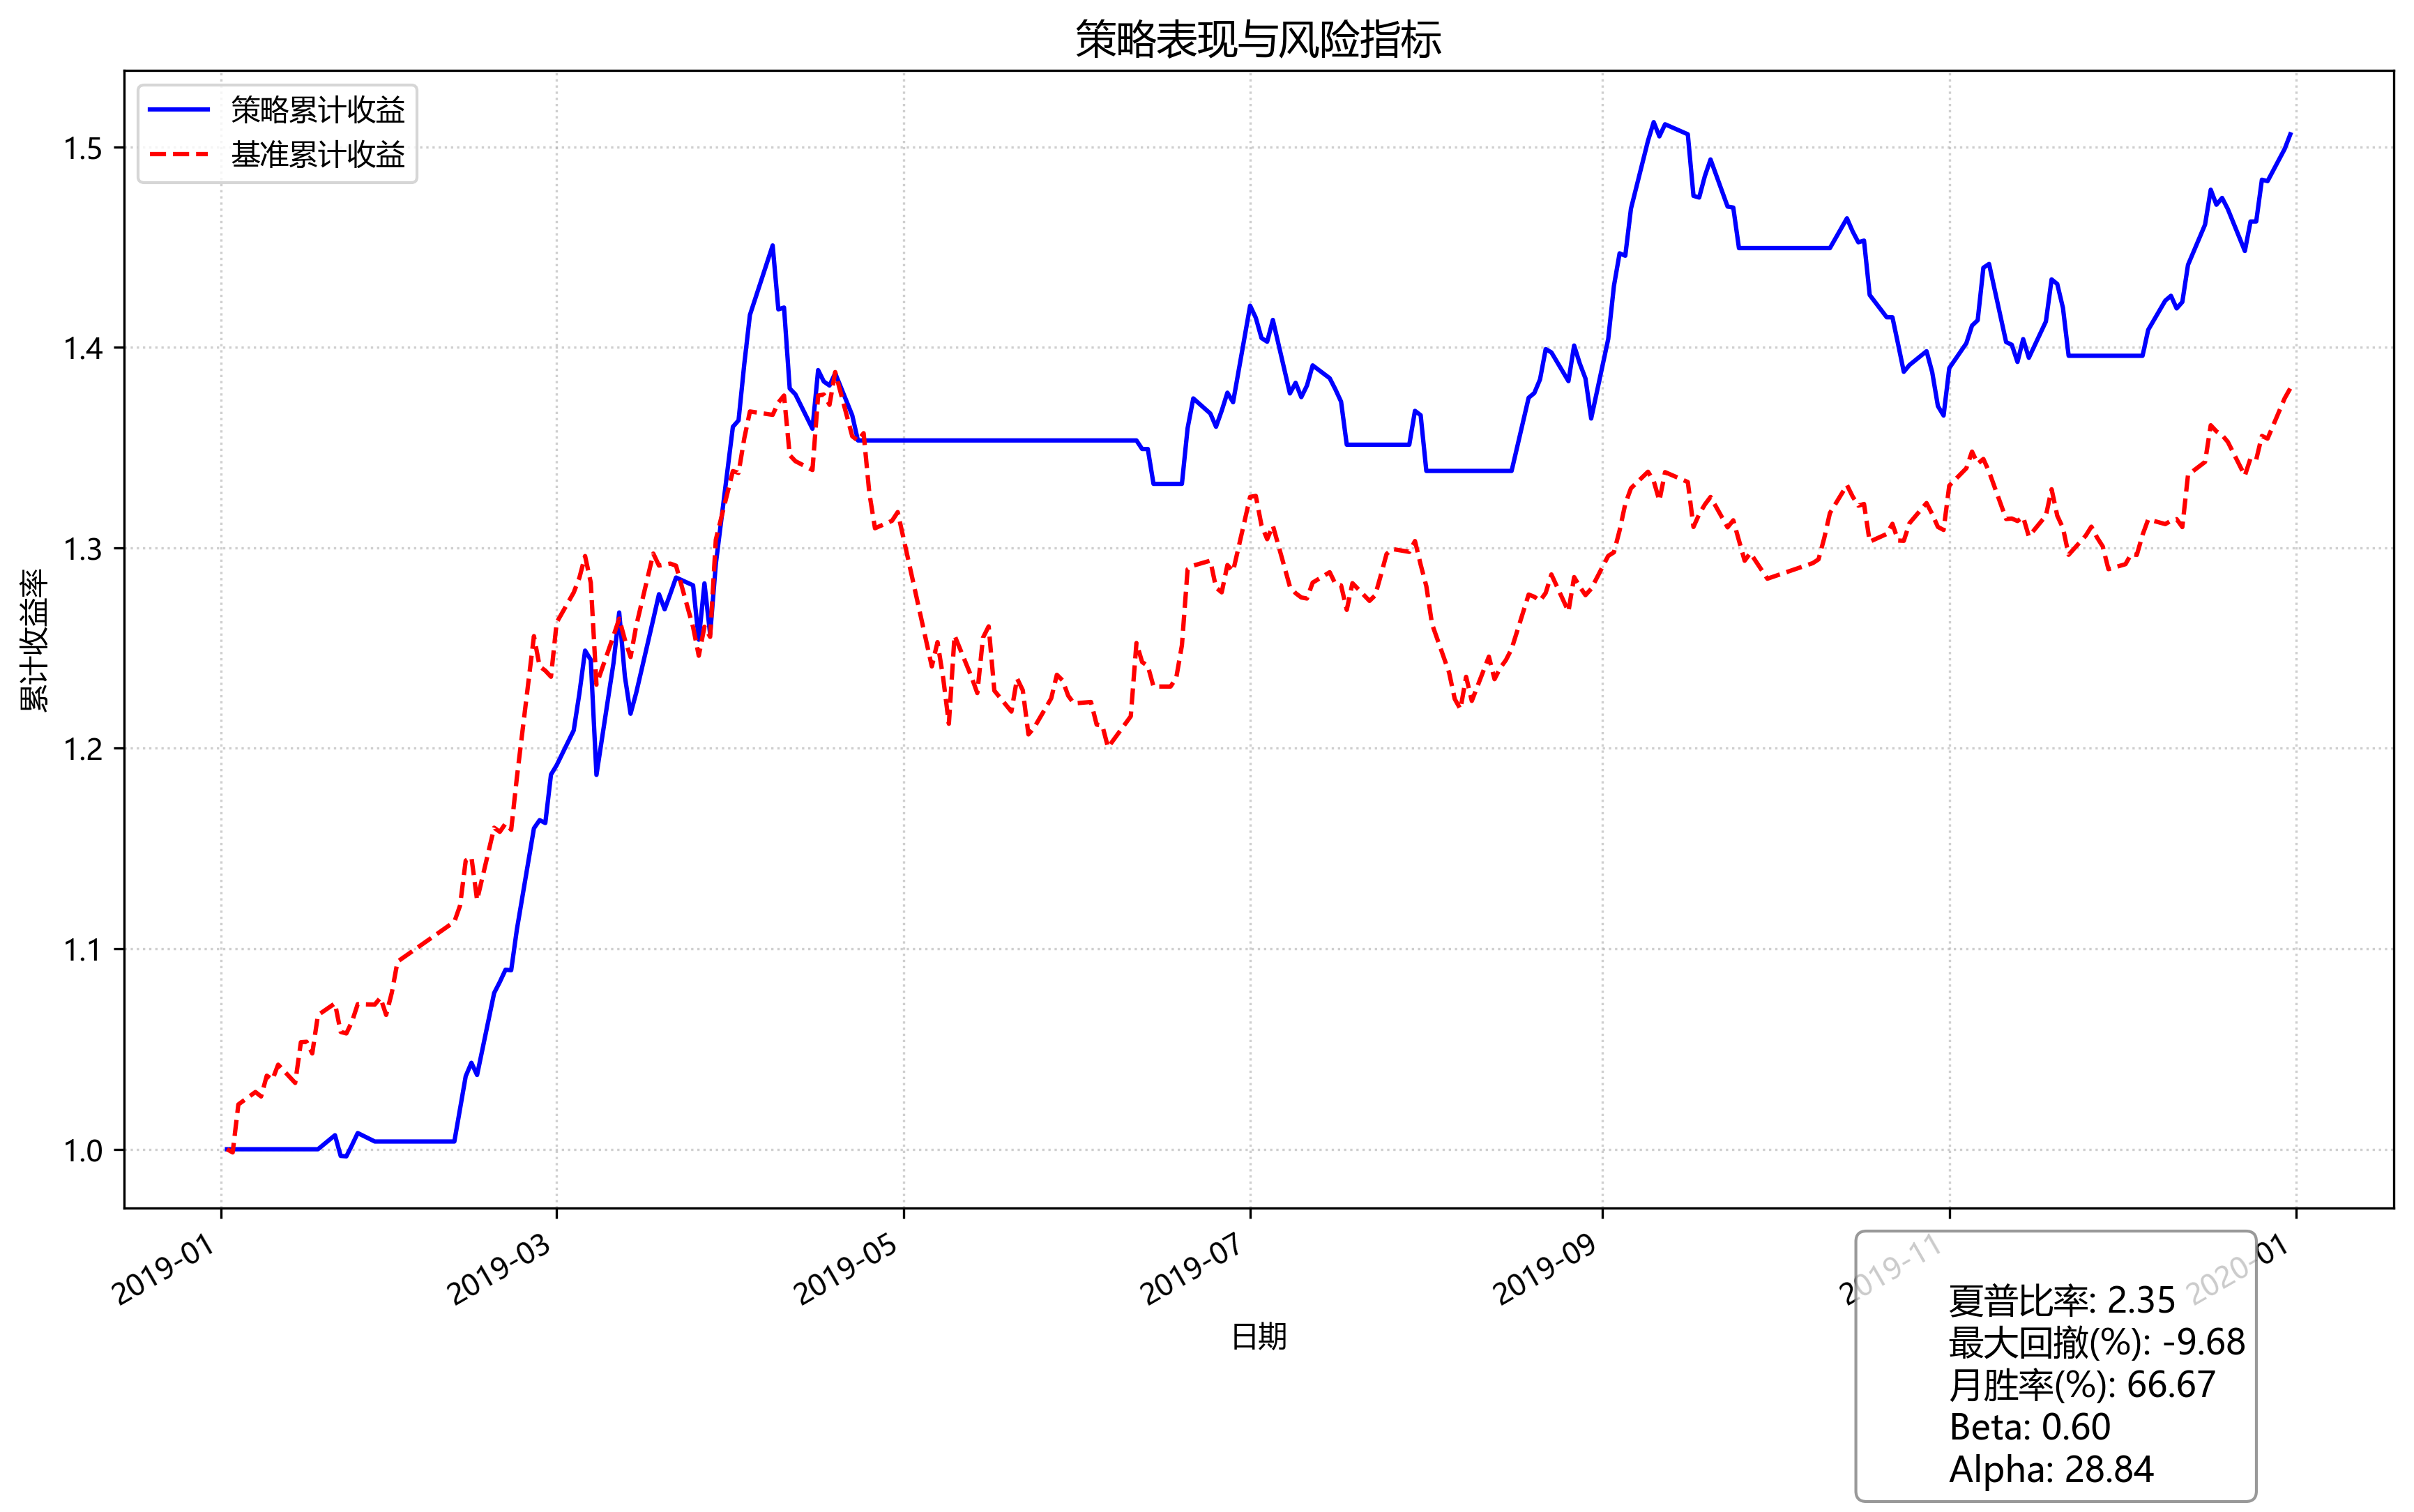 策略表现与风险指标
策略累计收益
基准累计收益
累计收益率
1.5
1.4
1.3
1.2
1.1
1.0
2019-01
2019-03
2019-05
2019-07
2019-09
2019-11
2020-01
日期
夏普比率: 2.35
最大回撤(%): -9.68
月胜率(%): 66.67
Beta: 0.60
Alpha: 28.84